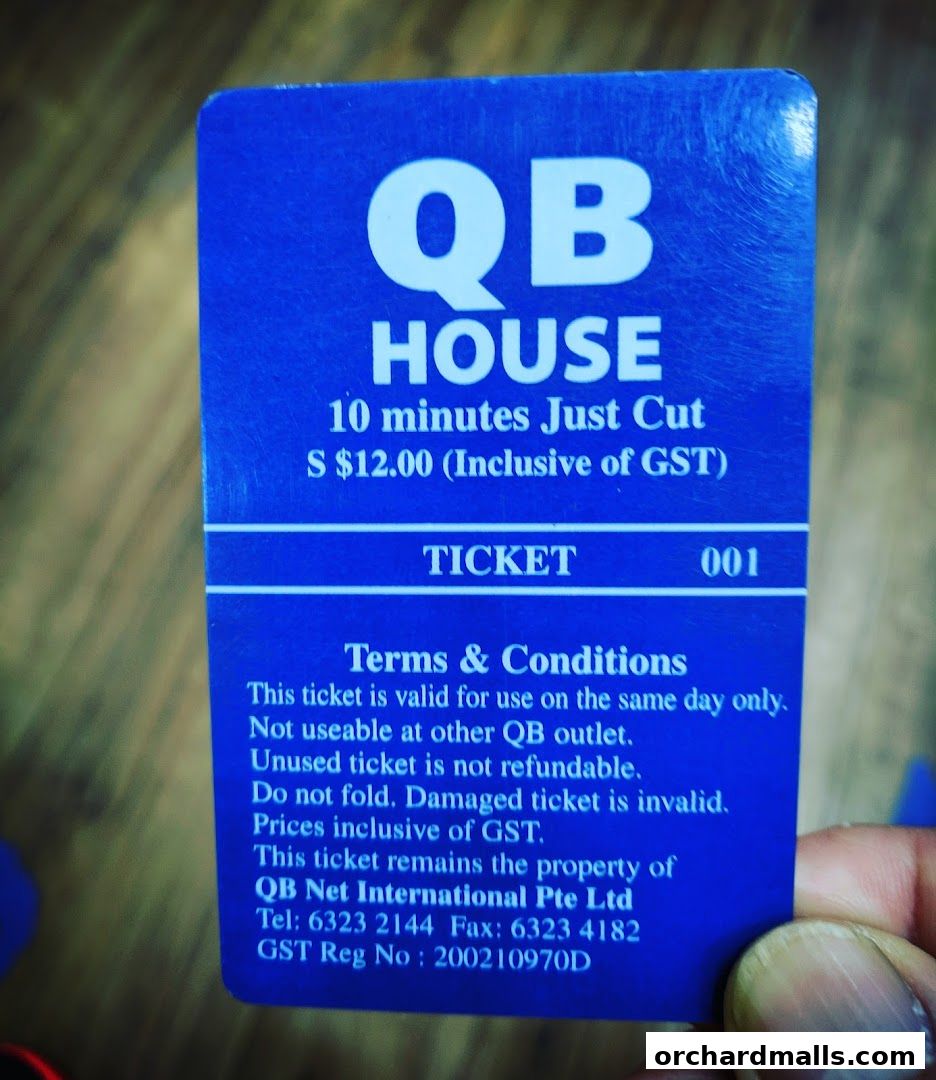 QB
HOUSE
10 minutes Just Cut
S $12.00 (Inclusive of GST)
TICKET 001
Terms & Conditions
This ticket is valid for use on the same day only.
Not useable at other QB outlet.
Unused ticket is not refundable.
Do not fold. Damaged ticket is invalid.
Prices inclusive of GST.
This ticket remains the property of
QB Net International Pte Ltd
Tel: 6323 2144 Fax: 6323 4182
GST Reg No : 200210970D
orchardmalls.com